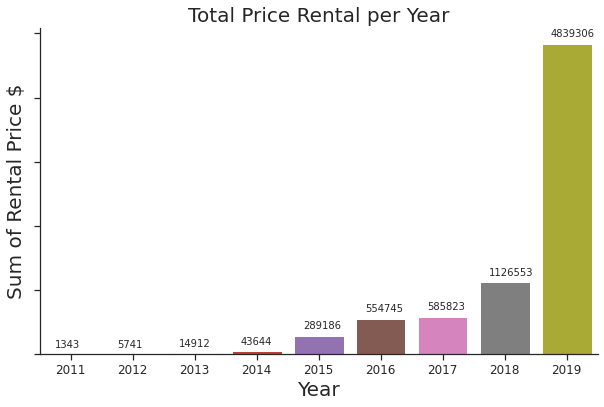 Total Price Rental per Year
Sum of Rental Price $
4839306
1126553
585823
554745
289186
43644
14912
5741
1343
2011 2012 2013 2014 2015 2016 2017 2018 2019
Year